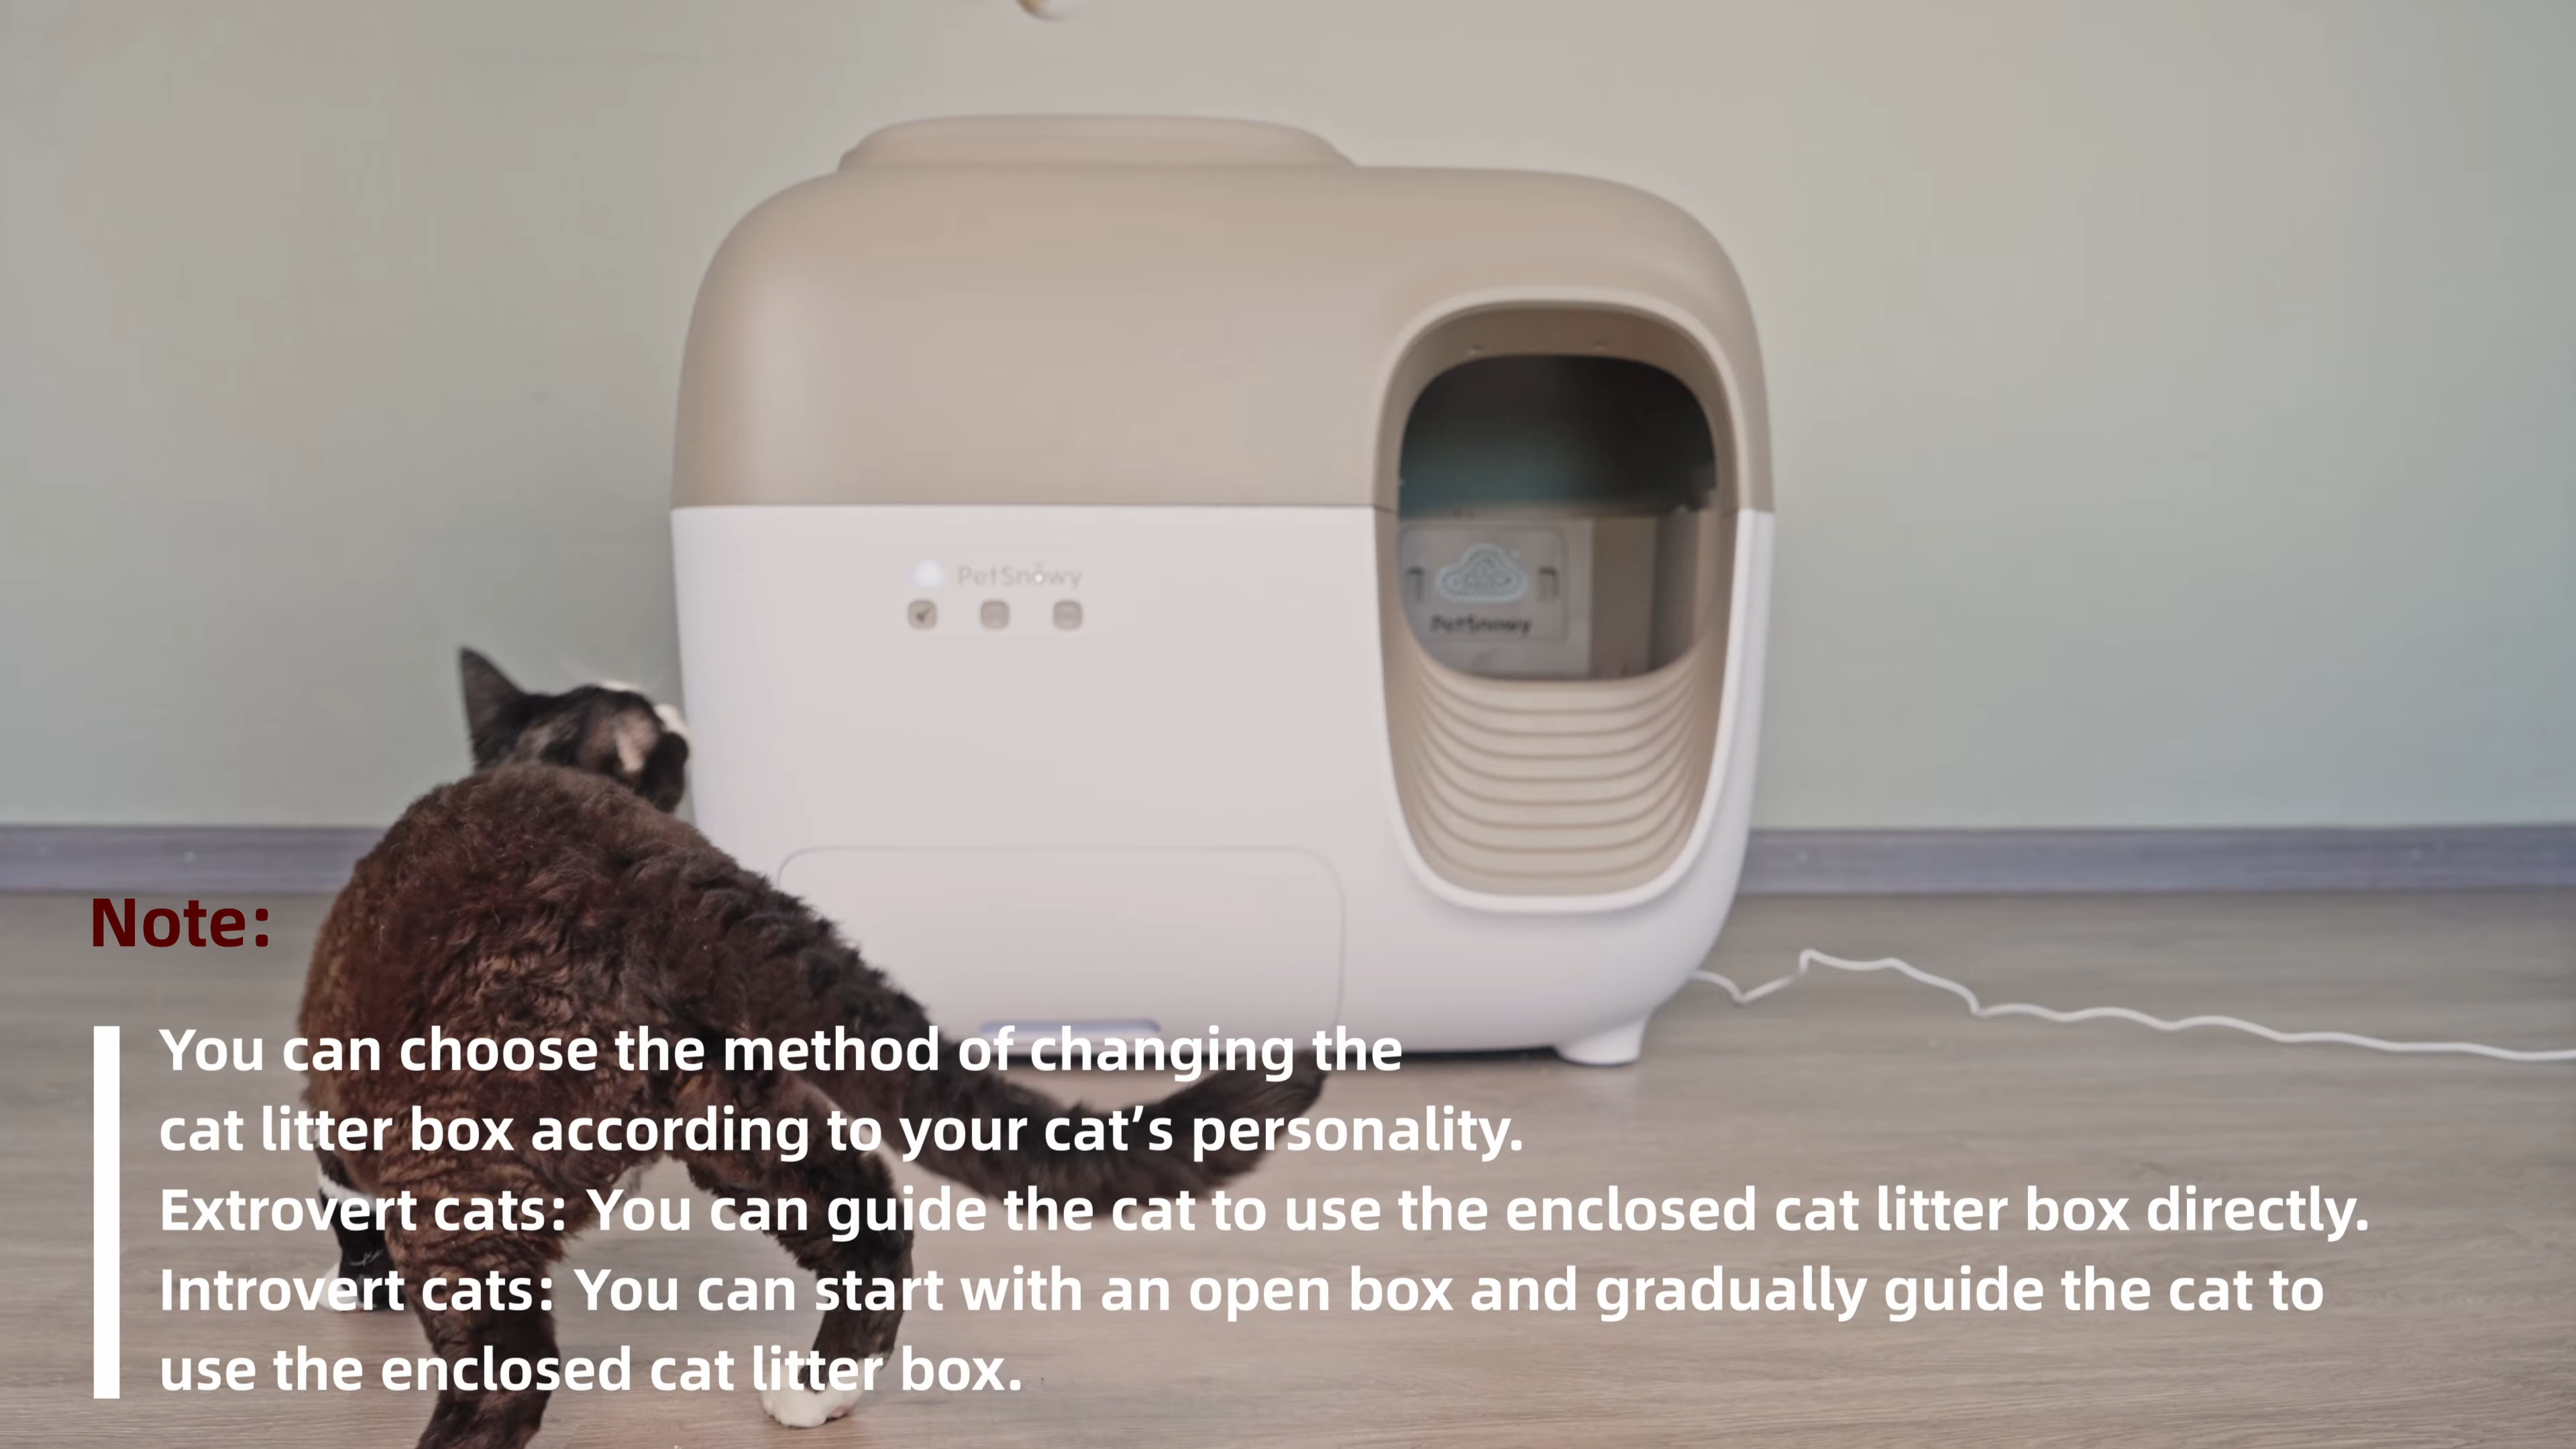 PetSnowy
PetSnowy
Note:
You can choose the method of changing the
cat litter box according to your cat’s personality.
Extrovert cats: You can guide the cat to use the enclosed cat litter box directly.
Introvert cats: You can start with an open box and gradually guide the cat to
use the enclosed cat litter box.